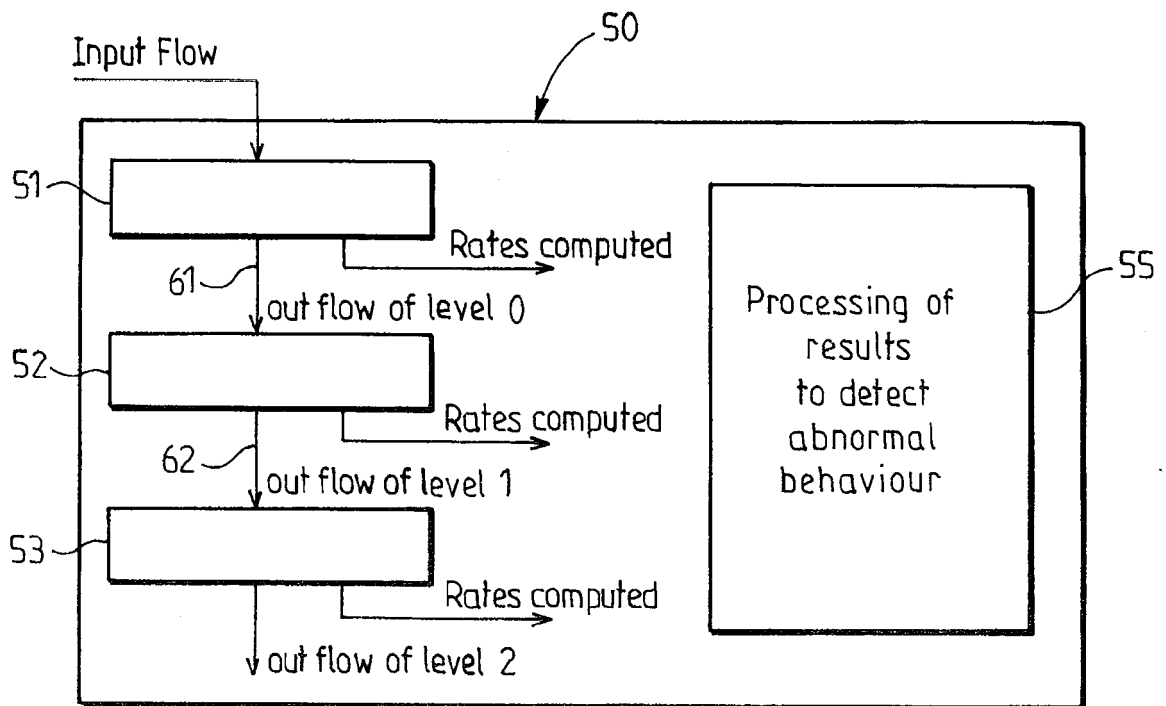 50
Input Flow
51
Rates computed
61
out flow of level 0
52
Rates computed
62
out flow of level 1
53
Rates computed
out flow of level 2
Processing of
results
to detect
abnormal
behaviour
55